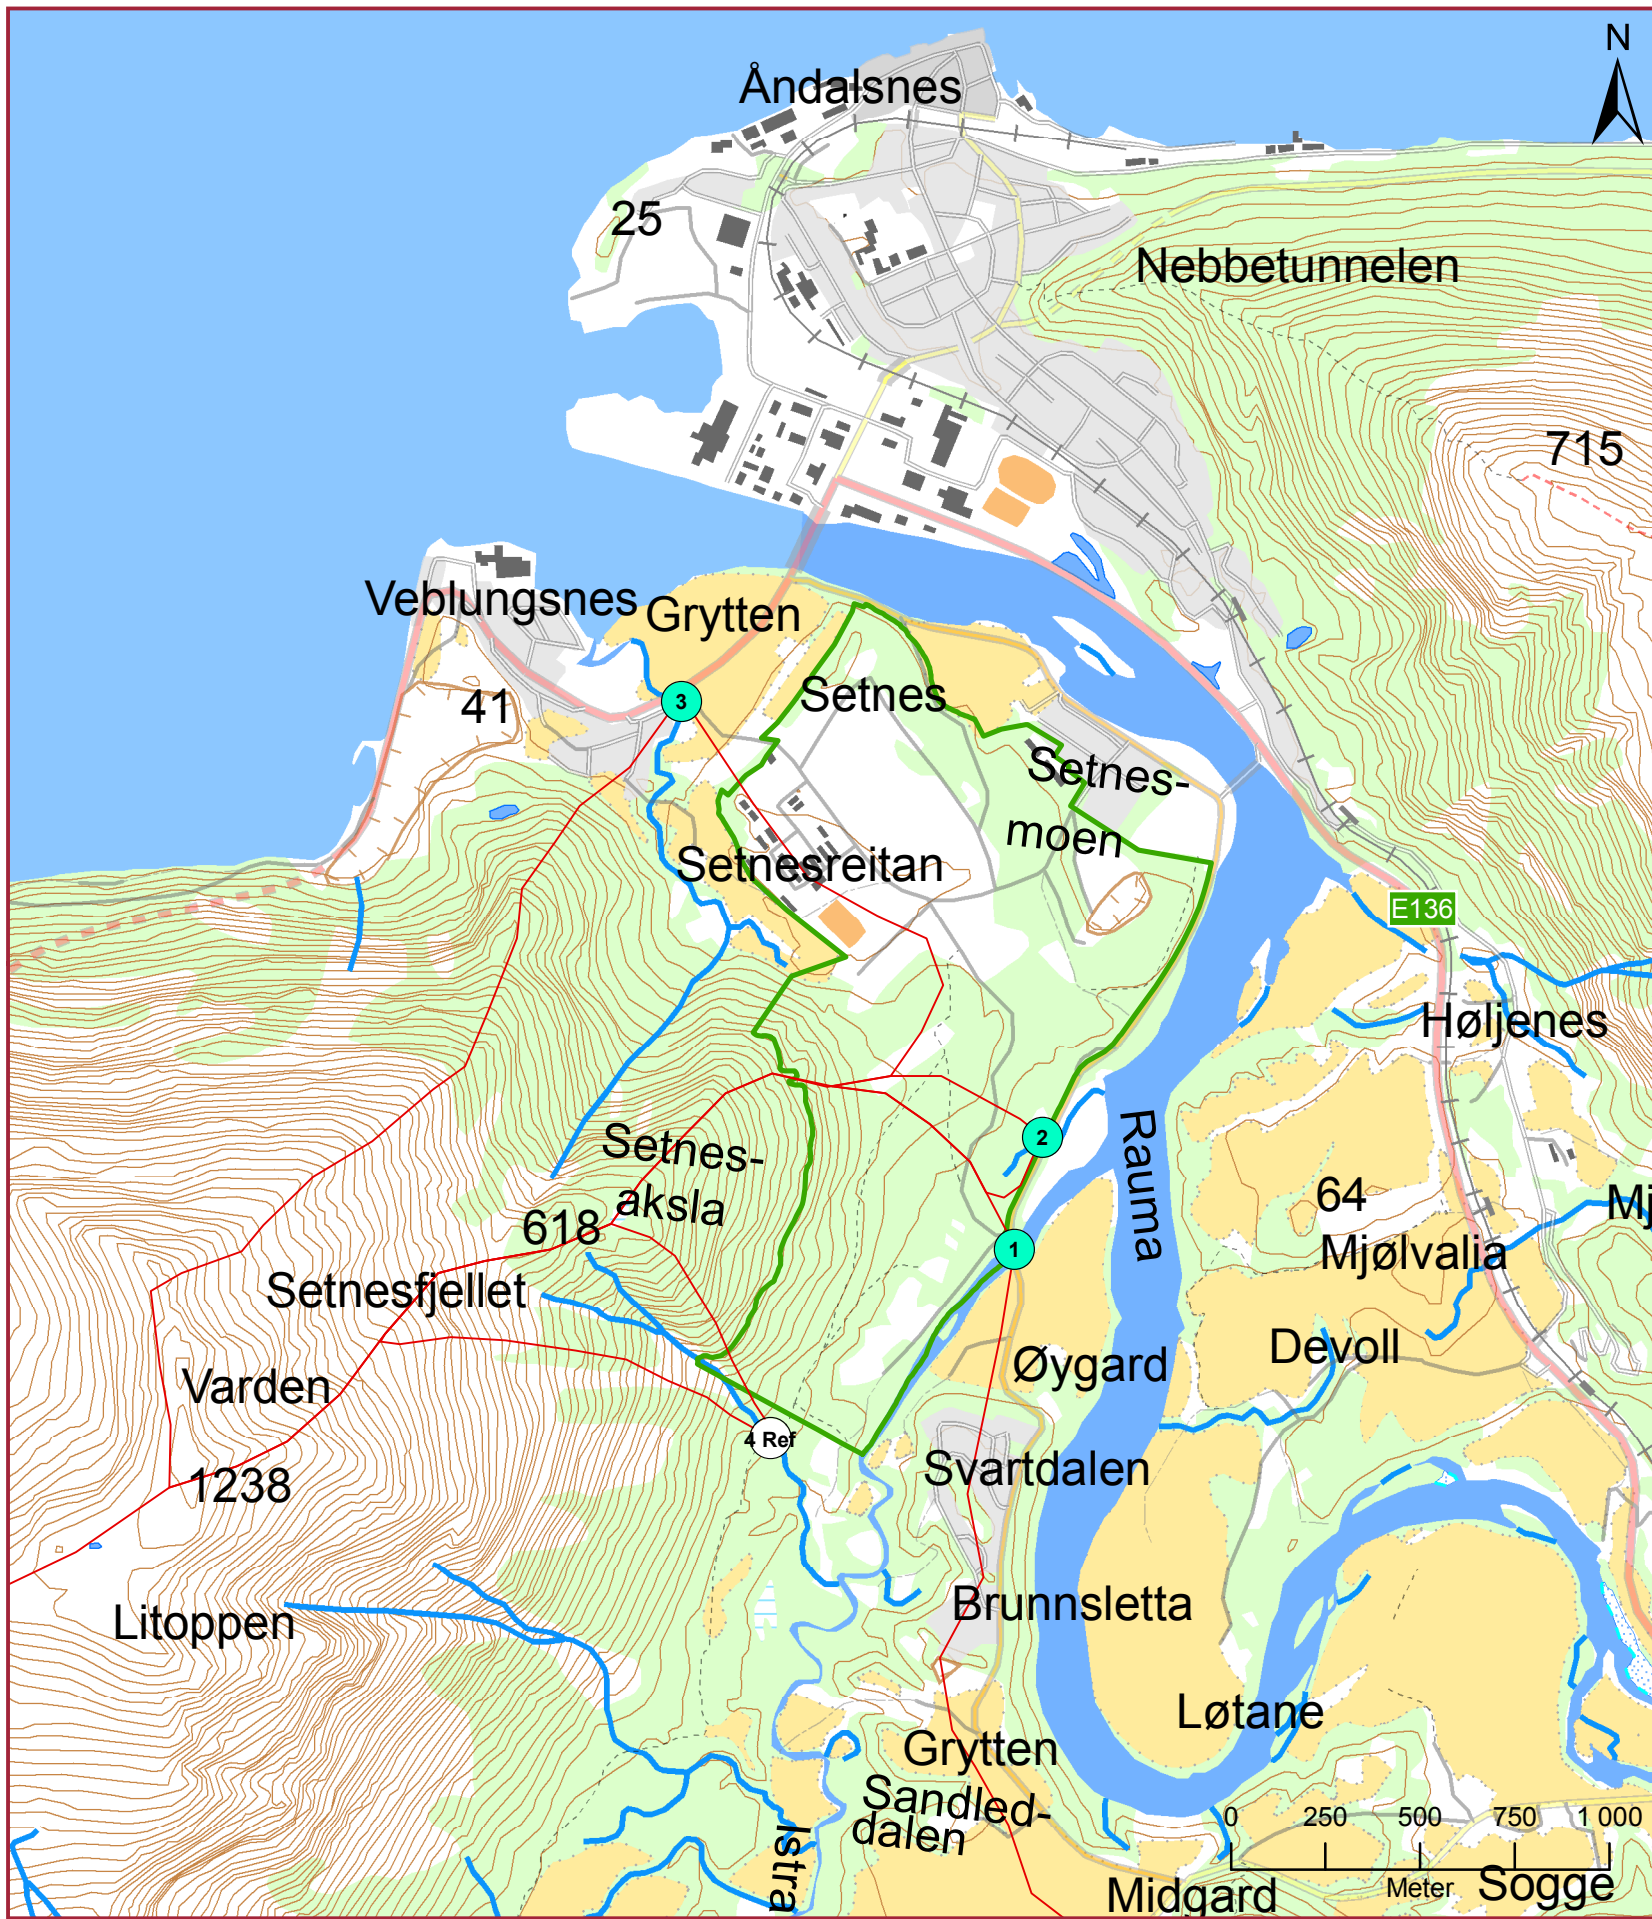 N
Åndalsnes
25
Nebbetunnelen
715
Veblungsnes
Grytten
Setnes
3
41
Setnes-
moen
Setnesreitan
E136
Høljenes
2
Rauma
Setnes-
aksla
64
Mj
618
1
Mjølvalia
Setnesfjellet
Devoll
Øygard
Varden
4 Ref
Svartdalen
1238
Brunnsletta
Litoppen
Løtane
Grytten
Sandled-
dalen
0 250 500 750 1 000
Meter
Istra
Midgard
Sogge